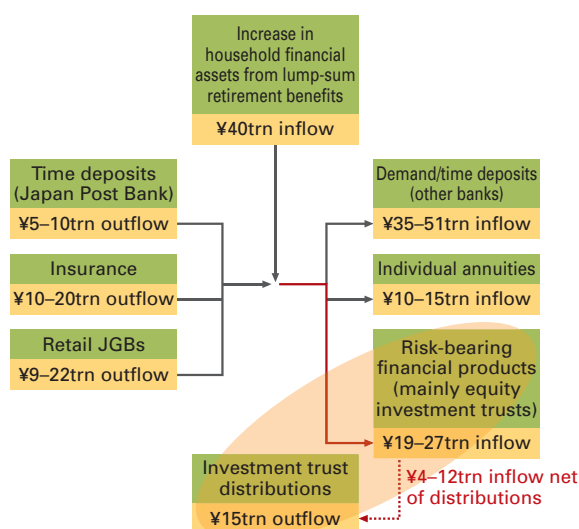 Increase in
household financial
assets from lump-sum
retirement benefits
¥40trn inflow
Time deposits
(Japan Post Bank)
¥5–10trn outflow
Insurance
¥10–20trn outflow
Retail JGBs
¥9–22trn outflow
Demand/time deposits
(other banks)
¥35–51trn inflow
Individual annuities
¥10–15trn inflow
Risk-bearing
financial products
(mainly equity
investment trusts)
¥19–27trn inflow
Investment trust
distributions
¥15trn outflow
¥4–12trn inflow net
of distributions